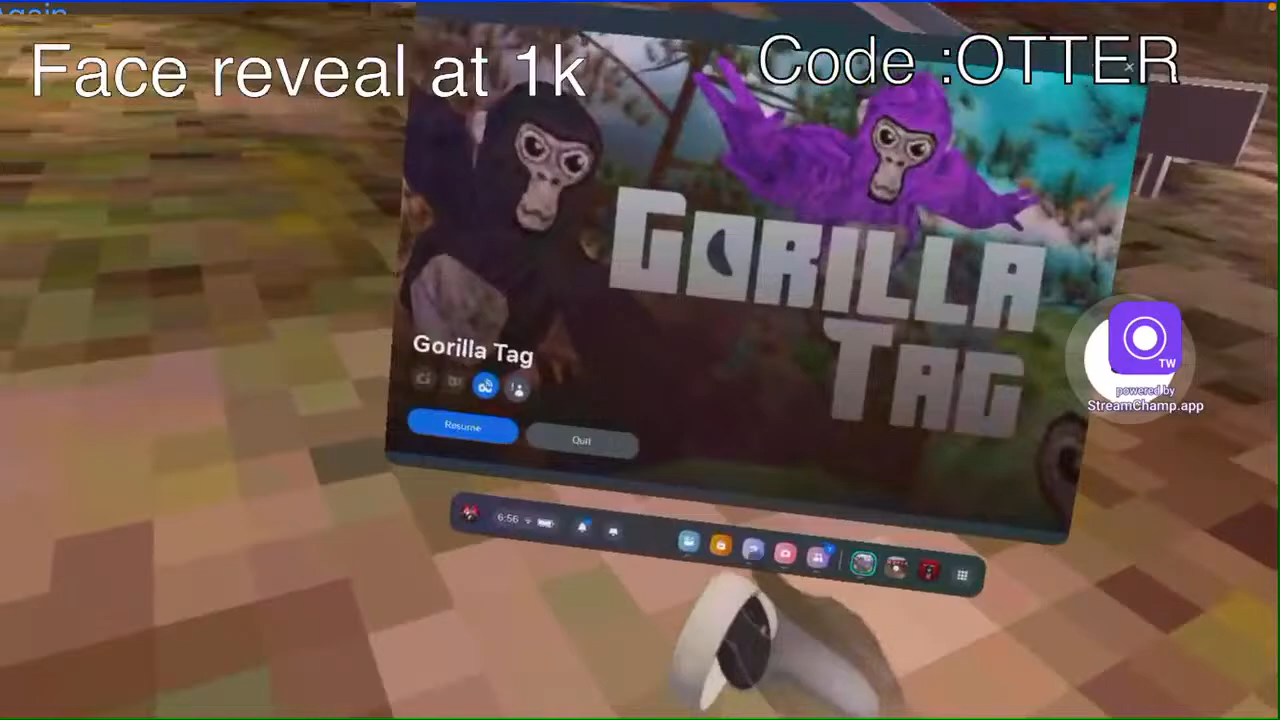 Again
Face reveal at 1k
Code :OTTER
GORILLA
TAG
Gorilla Tag
Resume
Quit
6:56
TW
powered by
StreamChamp.app